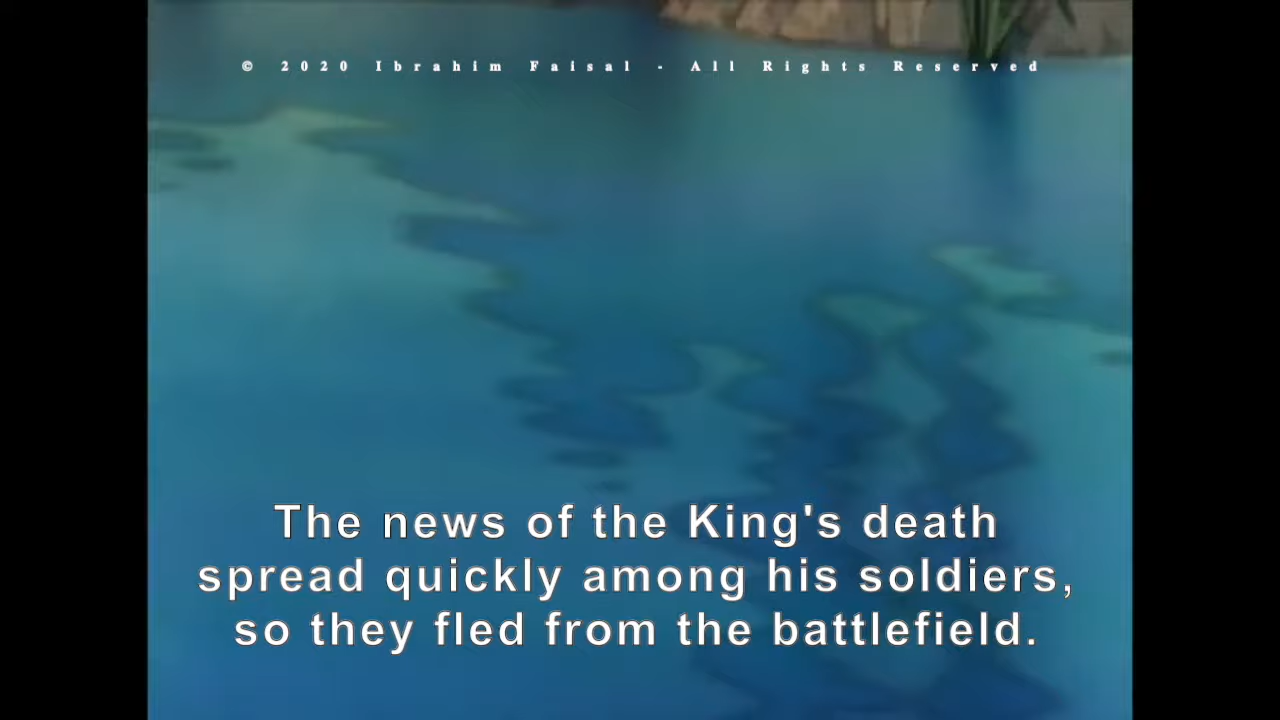 © 2020 Ibrahim Faisal - All Rights Reserved
The news of the King's death
spread quickly among his soldiers,
so they fled from the battlefield.